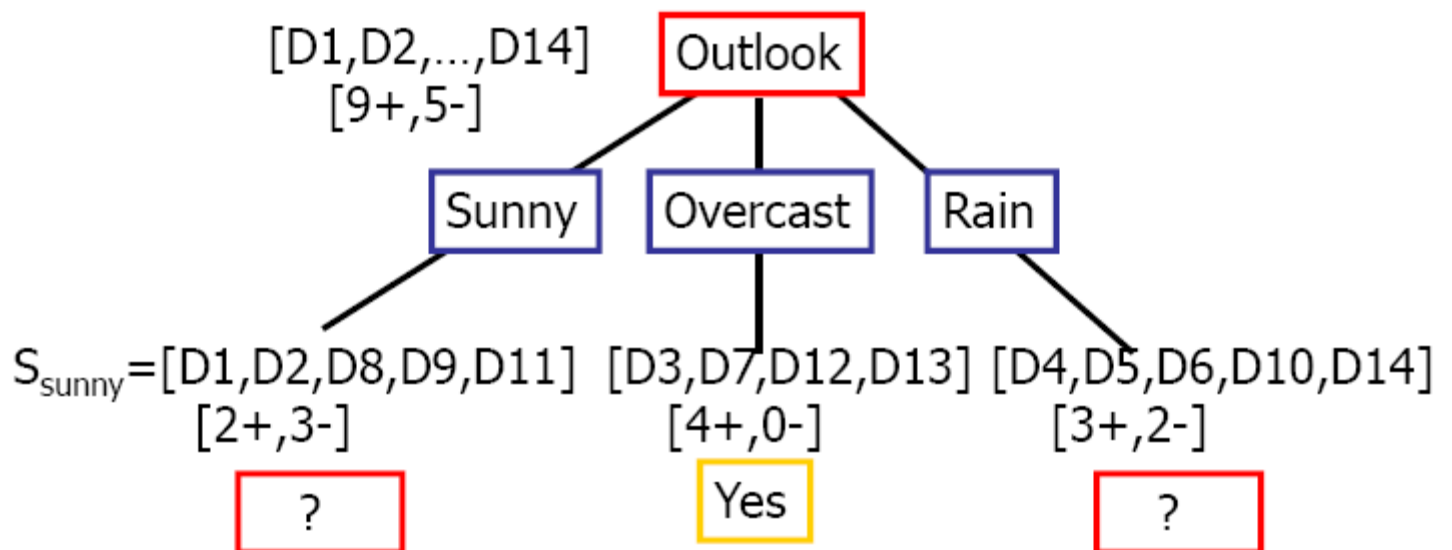 [D1,D2,...,D14]
[9+,5-]
Outlook
Sunny
Overcast
Rain
Ssunny=[D1,D2,D8,D9,D11]
[D3,D7,D12,D13]
[D4,D5,D6,D10,D14]
[2+,3-]
[4+,0-]
[3+,2-]
?
Yes
?